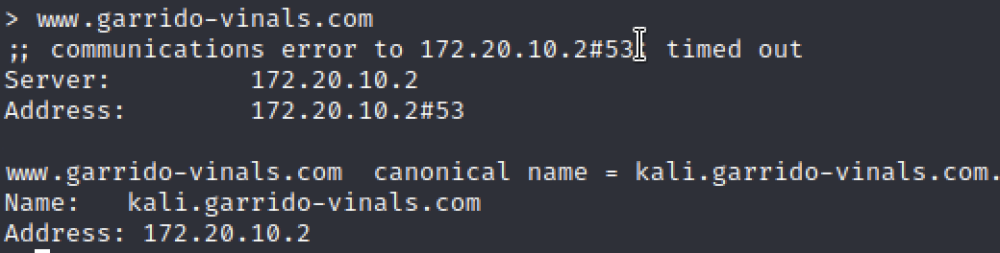 > www.garrido-vinals.com
;; communications error to 172.20.10.2#53: timed out
Server:		172.20.10.2
Address:	172.20.10.2#53
www.garrido-vinals.com	canonical name = kali.garrido-vinals.com.
Name:	kali.garrido-vinals.com
Address: 172.20.10.2